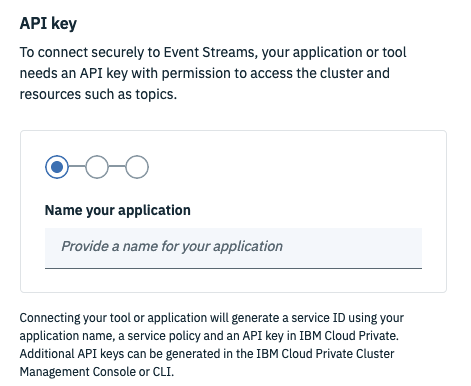 API key
To connect securely to Event Streams, your application or tool
needs an API key with permission to access the cluster and
resources such as topics.
Name your application
Provide a name for your application
Connecting your tool or application will generate a service ID using your
application name, a service policy and an API key in IBM Cloud Private.
Additional API keys can be generated in the IBM Cloud Private Cluster
Management Console or CLI.